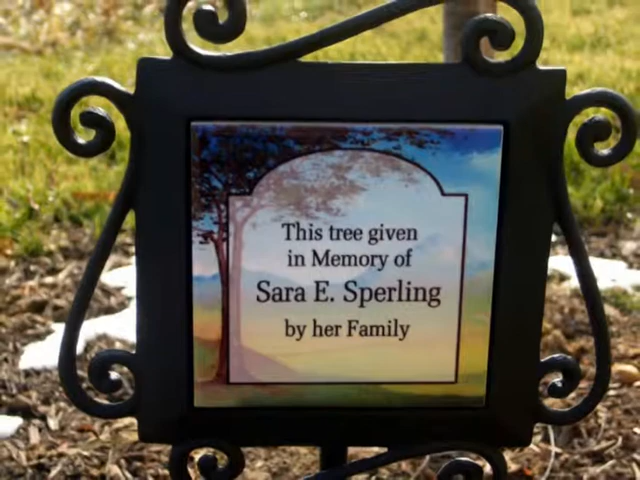 This tree given
in Memory of
Sara E. Sperling
by her Family